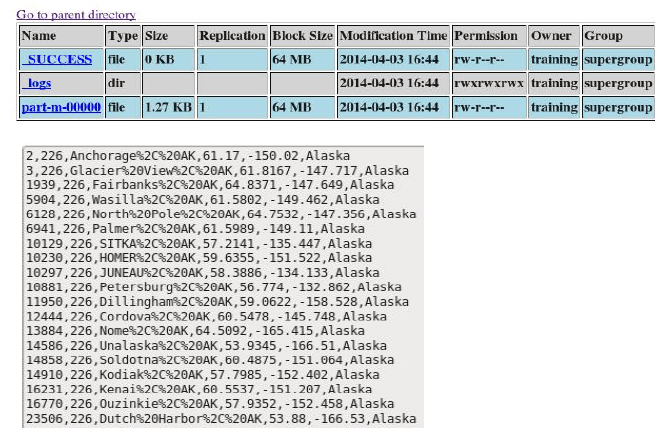 Go to parent directory
Name Type Size Replication Block Size Modification Time Permission Owner Group
_SUCCESS file 0 KB 1 64 MB 2014-04-03 16:44 rw-r--r-- training supergroup
_logs dir 2014-04-03 16:44 rwxrwxrwx training supergroup
part-m-00000 file 1.27 KB 1 64 MB 2014-04-03 16:44 rw-r--r-- training supergroup
2,226,Anchorage%2C%20AK,61.17,-150.02,Alaska
3,226,Glacier%20View%2C%20AK,61.8167,-147.717,Alaska
1939,226,Fairbanks%2C%20AK,64.8371,-147.649,Alaska
5904,226,Wasilla%2C%20AK,61.5802,-149.462,Alaska
6128,226,North%20Pole%2C%20AK,64.7532,-147.356,Alaska
6941,226,Palmer%2C%20AK,61.5989,-149.11,Alaska
10129,226,SITKA%2C%20AK,57.2141,-135.447,Alaska
10230,226,HOMER%2C%20AK,59.6355,-151.522,Alaska
10297,226,JUNEAU%2C%20AK,58.3886,-134.133,Alaska
10881,226,Petersburg%2C%20AK,56.774,-132.862,Alaska
11950,226,Dillingham%2C%20AK,59.0622,-158.528,Alaska
12444,226,Cordova%2C%20AK,60.5478,-145.748,Alaska
13884,226,Nome%2C%20AK,64.5092,-165.415,Alaska
14586,226,Unalaska%2C%20AK,53.9345,-166.51,Alaska
14858,226,Soldotna%2C%20AK,60.4875,-151.064,Alaska
14910,226,Kodiak%2C%20AK,57.7985,-152.402,Alaska
16231,226,Kenai%2C%20AK,60.5537,-151.207,Alaska
16770,226,Ouzinkie%2C%20AK,57.9352,-152.458,Alaska
23506,226,Dutch%20Harbor%2C%20AK,53.88,-166.53,Alaska